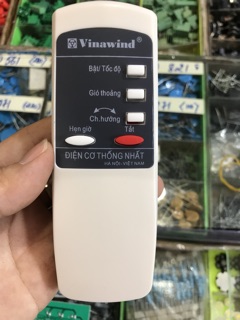 Vinawind®
Bật/ Tốc độ
Gió thoảng
Ch.hướng
Hẹn giờ
Tắt
ĐIỆN CƠ THỐNG NHẤT
HÀ NỘI - VIỆT NAM